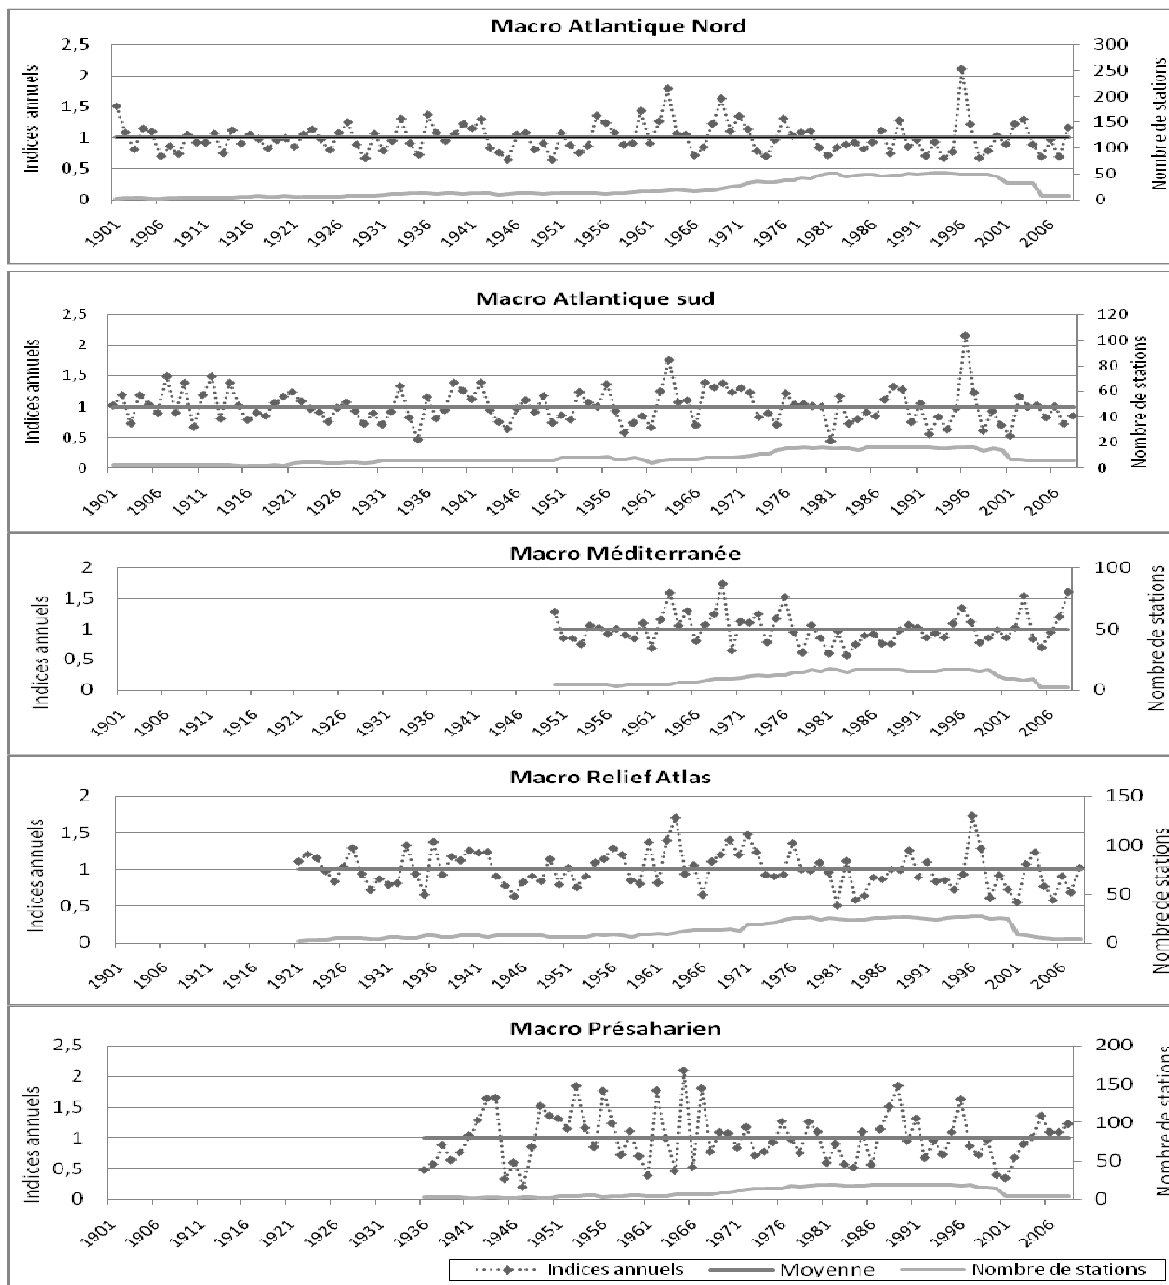 Macro Atlantique Nord
Indices annuels
2,5
2
1,5
1
0,5
0
300
250
200
150
100
50
0
Nombre de stations
1901 1906 1911 1916 1921 1926 1931 1936 1941 1946 1951 1956 1961 1966 1971 1976 1981 1986 1991 1996 2001 2006
Macro Atlantique sud
Indices annuels
2,5
2
1,5
1
0,5
0
120
100
80
60
40
20
0
Nombre de stations
1901 1906 1911 1916 1921 1926 1931 1936 1941 1946 1951 1956 1961 1966 1971 1976 1981 1986 1991 1996 2001 2006
Macro Méditerranée
Indices annuels
2
1,5
1
0,5
0
100
50
0
Nombre de stations
1901 1906 1911 1916 1921 1926 1931 1936 1941 1946 1951 1956 1961 1966 1971 1976 1981 1986 1991 1996 2001 2006
Macro Relief Atlas
Indices annuels
2
1,5
1
0,5
0
150
100
50
0
Nombre de stations
1901 1906 1911 1916 1921 1926 1931 1936 1941 1946 1951 1956 1961 1966 1971 1976 1981 1986 1991 1996 2001 2006
Macro Présaharien
Indices annuels
2,5
2
1,5
1
0,5
0
200
150
100
50
0
Nombre de stations
1901 1906 1911 1916 1921 1926 1931 1936 1941 1946 1951 1956 1961 1966 1971 1976 1981 1986 1991 1996 2001 2006
Indices annuels Moyenne Nombre de stations